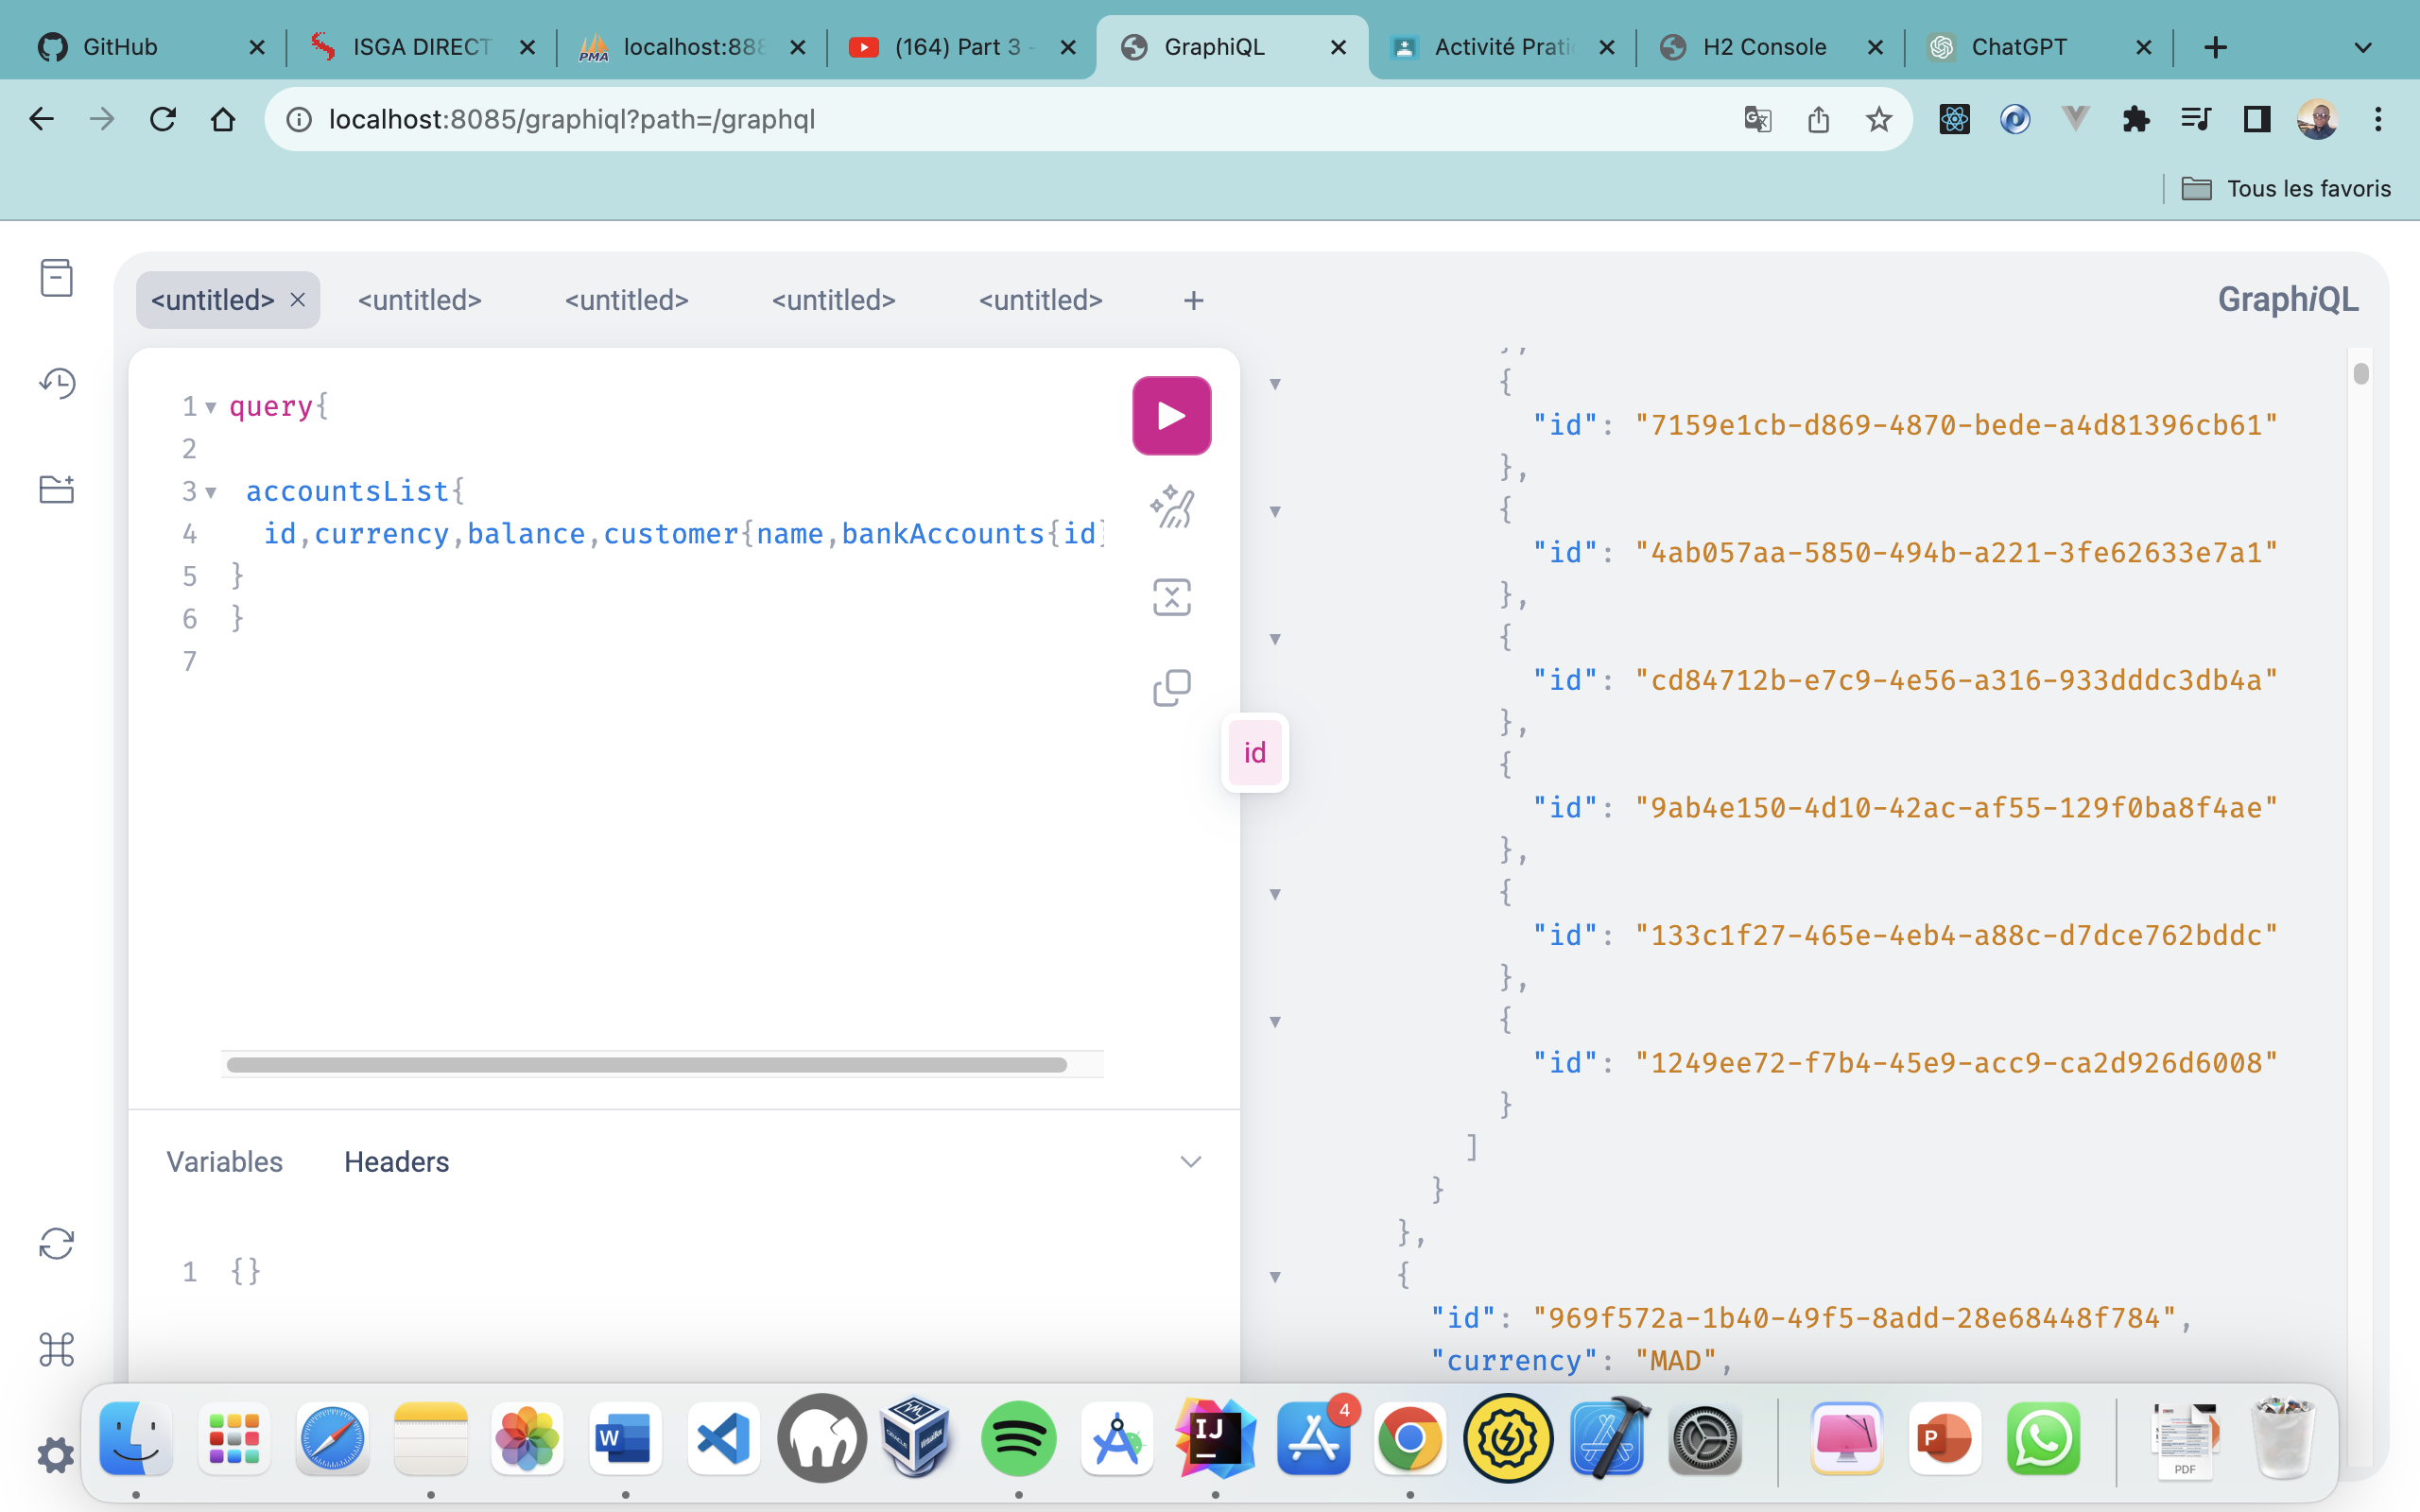 GitHub
ISGA DIRECT
localhost:888
(164) Part 3 -
GraphiQL
Activité Prati
H2 Console
ChatGPT
localhost:8085/graphiql?path=/graphql
Tous les favoris
<untitled>
<untitled>
<untitled>
<untitled>
<untitled>
GraphiQL
1 query{
2
3 accountsList{
4 id,currency,balance,customer{name,bankAccounts{id}
5 }
6 }
7
id
},
{
"id": "7159e1cb-d869-4870-bede-a4d81396cb61"
},
{
"id": "4ab057aa-5850-494b-a221-3fe62633e7a1"
},
{
"id": "cd84712b-e7c9-4e56-a316-933dddc3db4a"
},
{
"id": "9ab4e150-4d10-42ac-af55-129f0ba8f4ae"
},
{
"id": "133c1f27-465e-4eb4-a88c-d7dce762bddc"
},
{
"id": "1249ee72-f7b4-45e9-acc9-ca2d926d6008"
}
]
}
},
{
"id": "969f572a-1b40-49f5-8add-28e68448f784",
"currency": "MAD",
Variables
Headers
1 {}
W
IJ
4
P
PDF
PMA